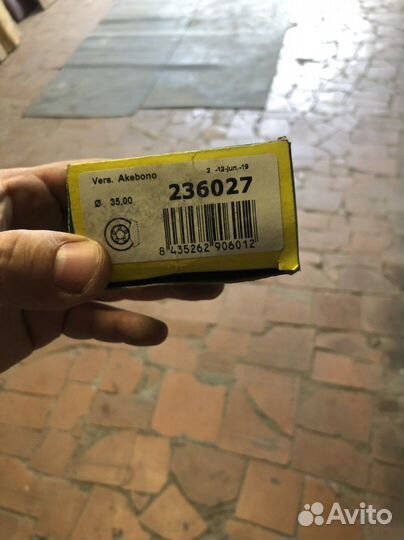 Vers. Akebono
2 -12-jun.-19
236027
Ø 35,00
8 435262 906012
Avito